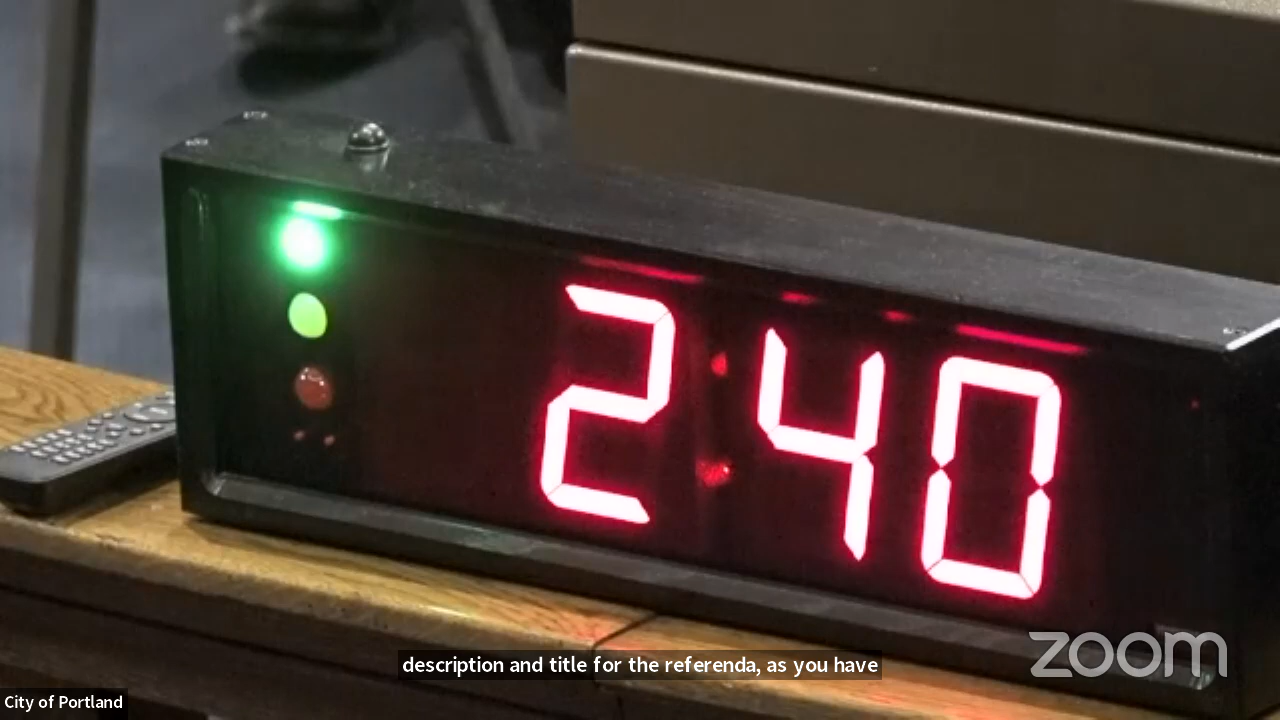 2:40
description and title for the referenda, as you have
zoom
City of Portland